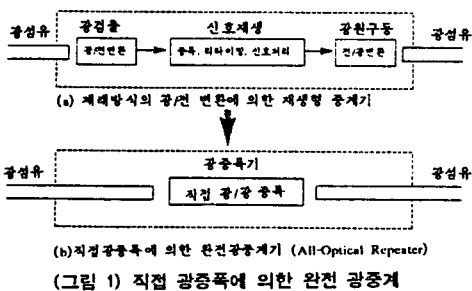 광검출 신호재생 광원구동
광섬유 광섬유
광/전변환 증폭, 리타이밍, 신호처리 전/광변환
(a) 재래방식의 광/전 변환에 의한 재생형 중계기
광증폭기
광섬유 광섬유
직접 광/광 증폭
(b)직접광증폭에 의한 완전광중계기 (All-Optical Repeater)
(그림 1) 직접 광증폭에 의한 완전 광중계